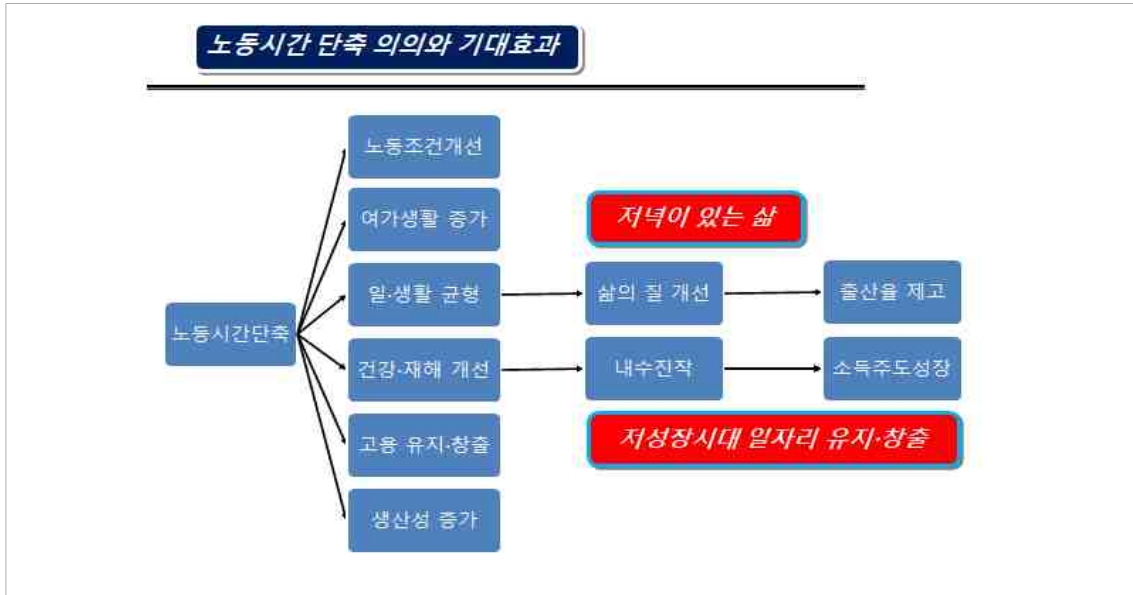 노동시간 단축 의의와 기대효과
노동조건개선
여가생활 증가
저녁이 있는 삶
일·생활 균형
삶의 질 개선
출산율 제고
노동시간단축
건강·재해 개선
내수진작
소득주도성장
고용 유지·창출
저성장시대 일자리 유지·창출
생산성 증가